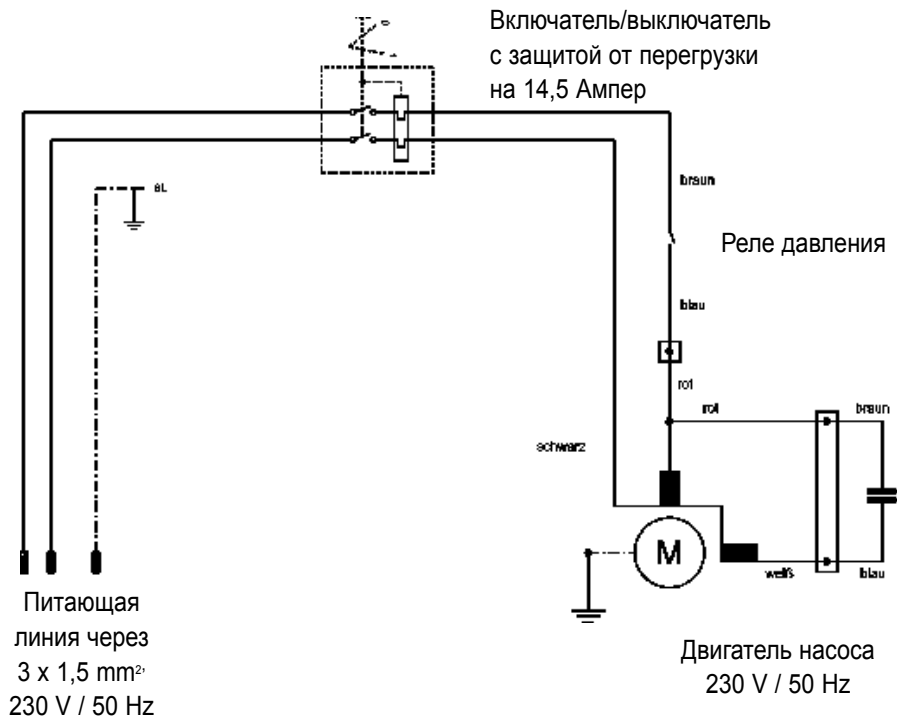 Включатель/выключатель
с защитой от перегрузки
на 14,5 Ампер
braun
Реле давления
blau
rot
rot
braun
schwarz
M
weiß
blau
Питающая
линия через
3 x 1,5 mm²,
230 V / 50 Hz
Двигатель насоса
230 V / 50 Hz